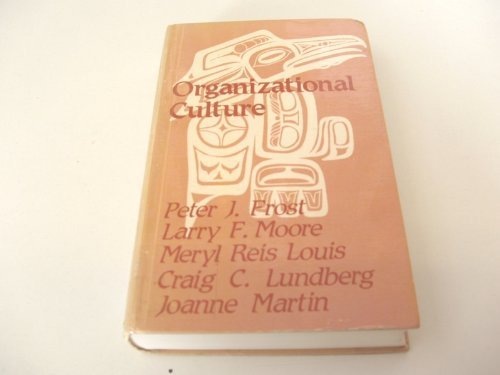 Organizational
Culture
Peter J. Frost
Larry F. Moore
Meryl Reis Louis
Craig C. Lundberg
Joanne Martin